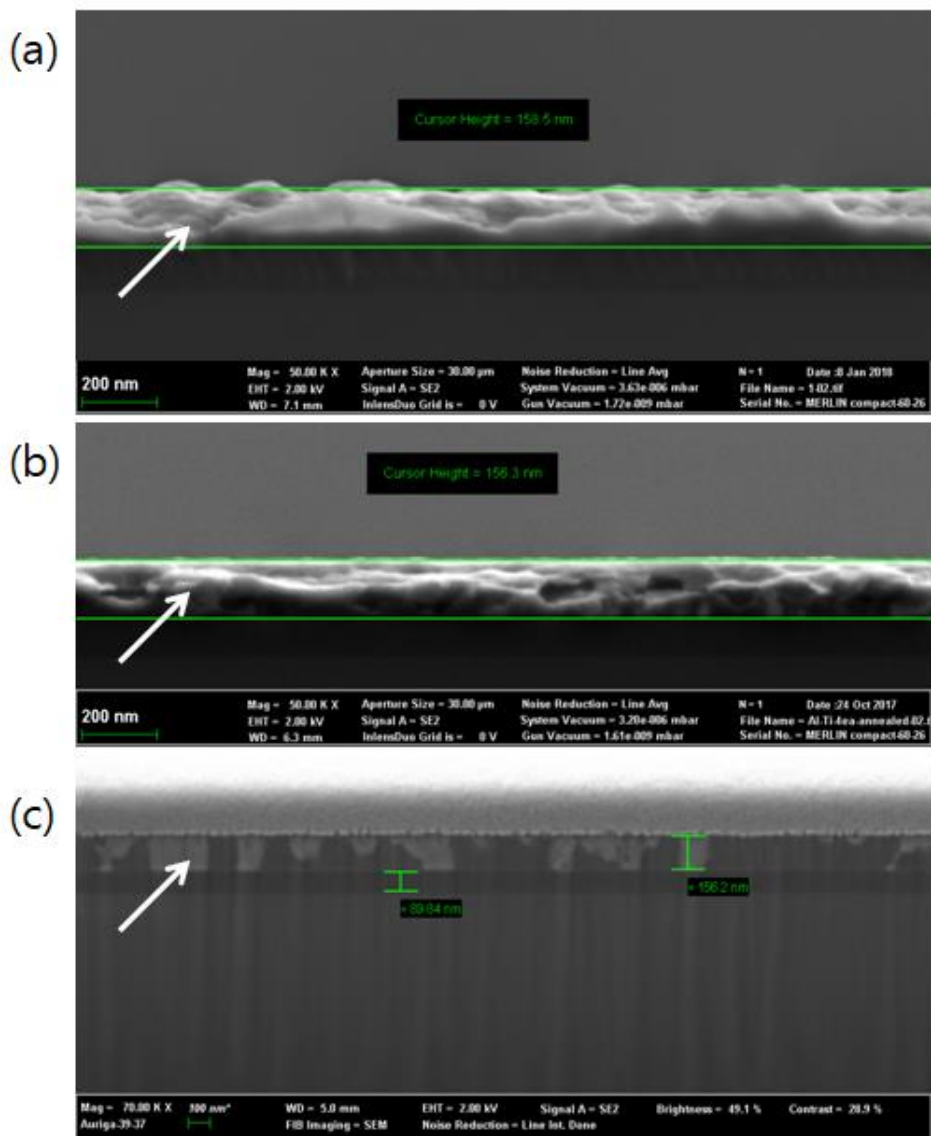 (a)
Cursor Height = 158.5 nm
200 nm
Mag = 50.00 K X Aperture Size = 30.00 µm Noise Reduction = Line Avg N = 1 Date :8 Jan 2018
EHT = 2.00 kV Signal A = SE2 System Vacuum = 3.63e-006 mbar File Name = 1-02.tif
WD = 7.1 mm InlensDuo Grid is = 0 V Gun Vacuum = 1.72e-009 mbar Serial No. = MERLIN compact-60-26
(b)
Cursor Height = 156.3 nm
200 nm
Mag = 50.00 K X Aperture Size = 30.00 µm Noise Reduction = Line Avg N = 1 Date :24 Oct 2017
EHT = 2.00 kV Signal A = SE2 System Vacuum = 3.20e-006 mbar File Name =
WD = 6.3 mm InlensDuo Grid is = 0 V Gun Vacuum = 1.61e-009 mbar Serial No. = MERLIN compact-60-26
(c)
= 156.2 nm
= 89.84 nm
Mag = 70.00 K X 100 nm* WD = 5.0 mm EHT = 2.00 kV Signal A = SE2 Brightness = 49.1 % Contrast = 28.9 %
Auriga-39-37 FIB Imaging = SEM Noise Reduction = Line Int. Done